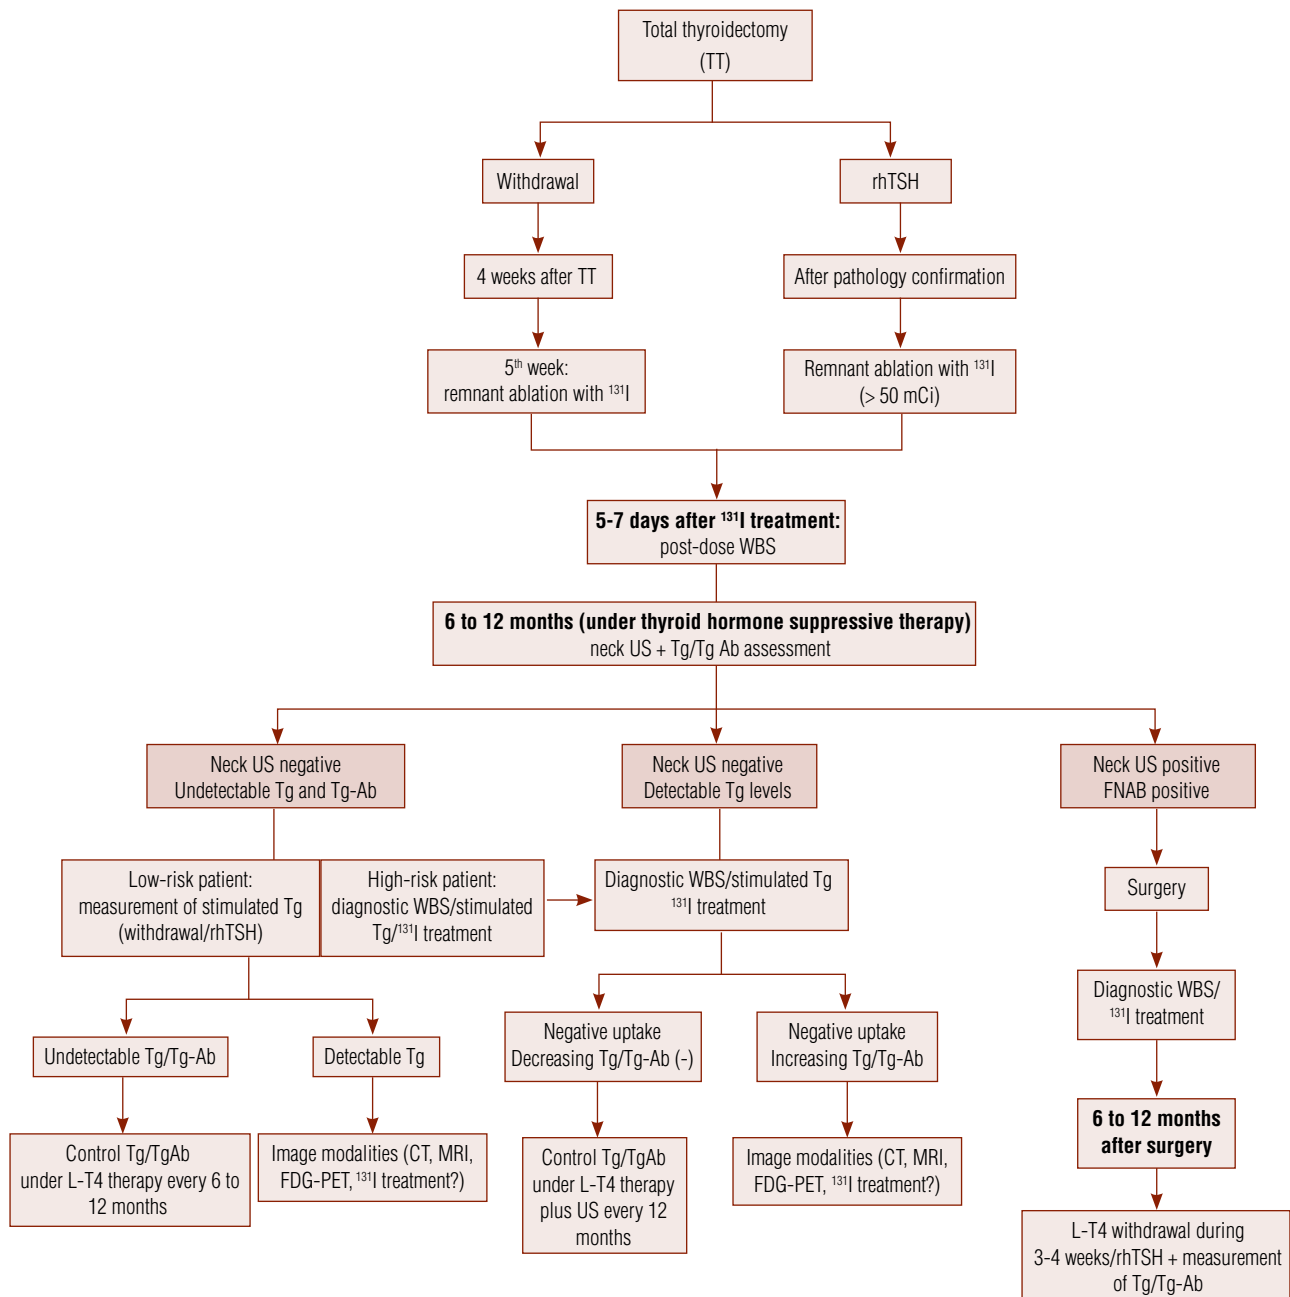 Total thyroidectomy
(TT)
Withdrawal
rhTSH
4 weeks after TT
After pathology confirmation
5th week:
remnant ablation with 131I
Remnant ablation with 131I
(> 50 mCi)
5-7 days after 131I treatment:
post-dose WBS
6 to 12 months (under thyroid hormone suppressive therapy)
neck US + Tg/Tg Ab assessment
Neck US negative
Undetectable Tg and Tg-Ab
Neck US negative
Detectable Tg levels
Neck US positive
FNAB positive
Low-risk patient:
measurement of stimulated Tg
(withdrawal/rhTSH)
High-risk patient:
diagnostic WBS/stimulated
Tg/131I treatment
Diagnostic WBS/stimulated Tg
131I treatment
Surgery
Undetectable Tg/Tg-Ab
Detectable Tg
Negative uptake
Decreasing Tg/Tg-Ab (-)
Negative uptake
Increasing Tg/Tg-Ab
Diagnostic WBS/
131I treatment
Control Tg/TgAb
under L-T4 therapy every 6 to
12 months
Image modalities (CT, MRI,
FDG-PET, 131I treatment?)
Control Tg/TgAb
under L-T4 therapy
plus US every 12
months
Image modalities (CT, MRI,
FDG-PET, 131I treatment?)
6 to 12 months
after surgery
L-T4 withdrawal during
3-4 weeks/rhTSH + measurement
of Tg/Tg-Ab